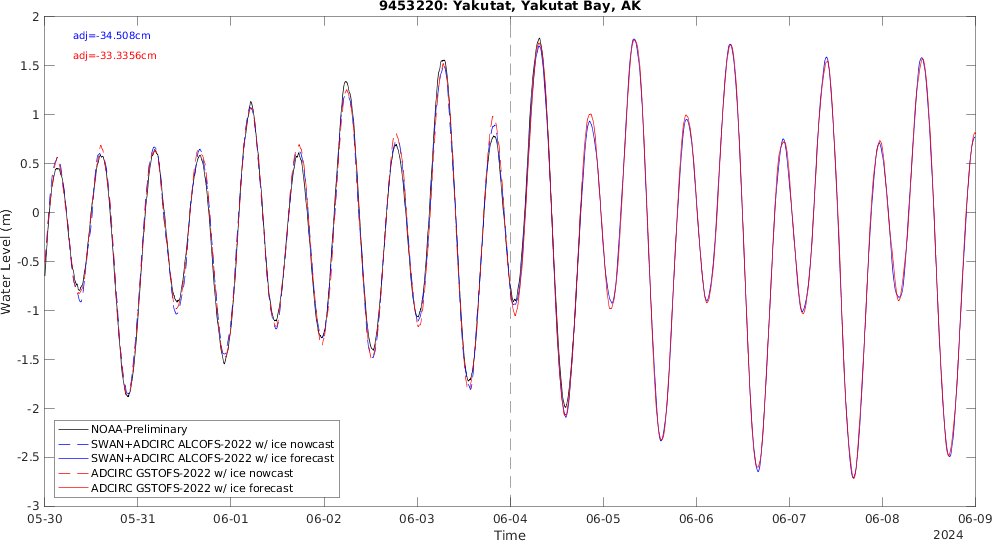 9453220: Yakutat, Yakutat Bay, AK
adj=-34.508cm
adj=-33.3356cm
2
1.5
1
0.5
0
-0.5
-1
-1.5
-2
-2.5
-3
Water Level (m)
NOAA-Preliminary
SWAN+ADCIRC ALCOFS-2022 w/ ice nowcast
SWAN+ADCIRC ALCOFS-2022 w/ ice forecast
ADCIRC GSTOFS-2022 w/ ice nowcast
ADCIRC GSTOFS-2022 w/ ice forecast
05-30 05-31 06-01 06-02 06-03 06-04 06-05 06-06 06-07 06-08 06-09
Time
2024